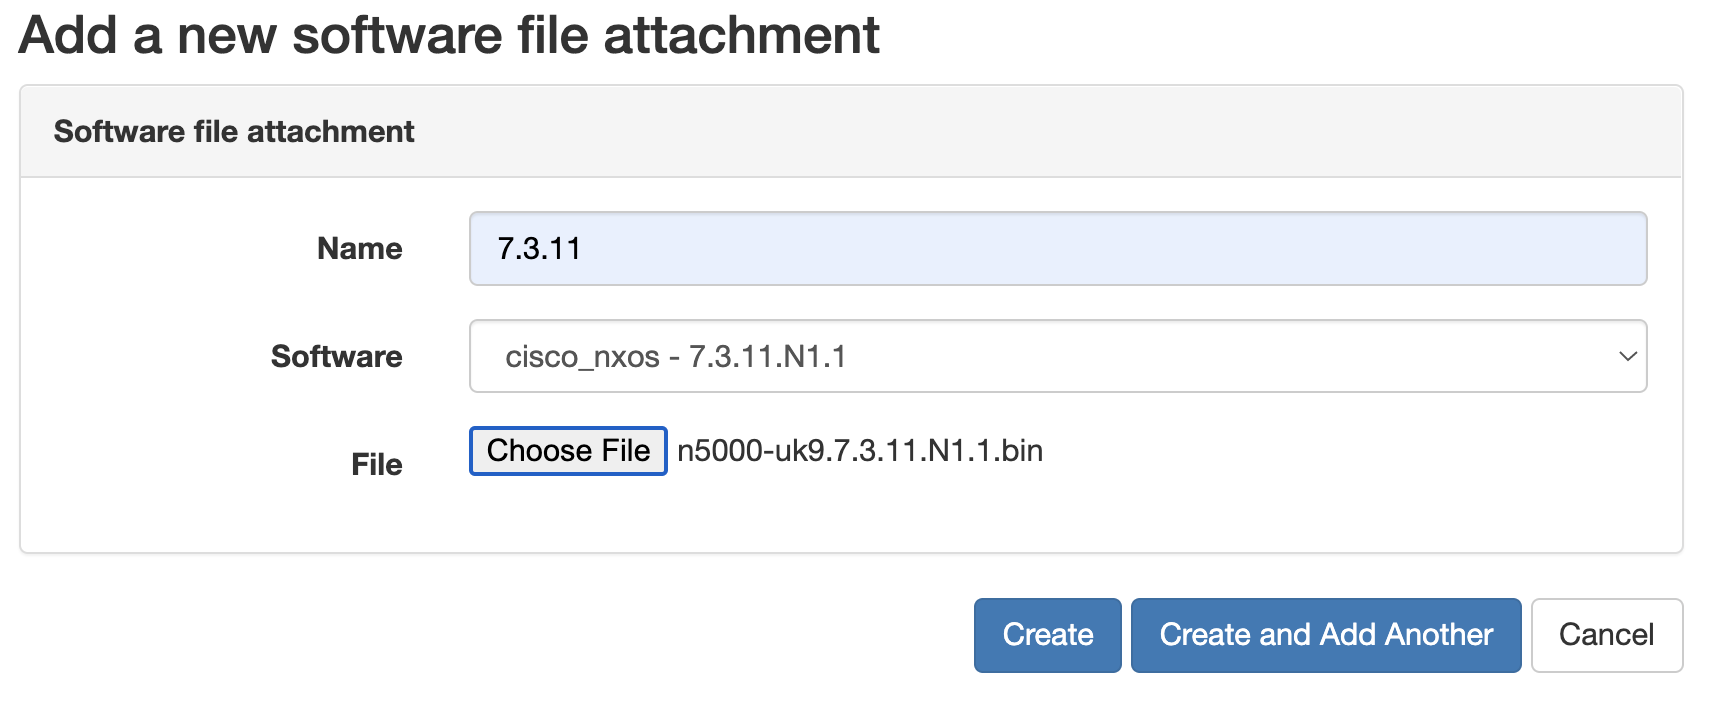 Add a new software file attachment
Software file attachment
Name
7.3.11
Software
cisco_nxos - 7.3.11.N1.1
File
Choose File n5000-uk9.7.3.11.N1.1.bin
Create
Create and Add Another
Cancel